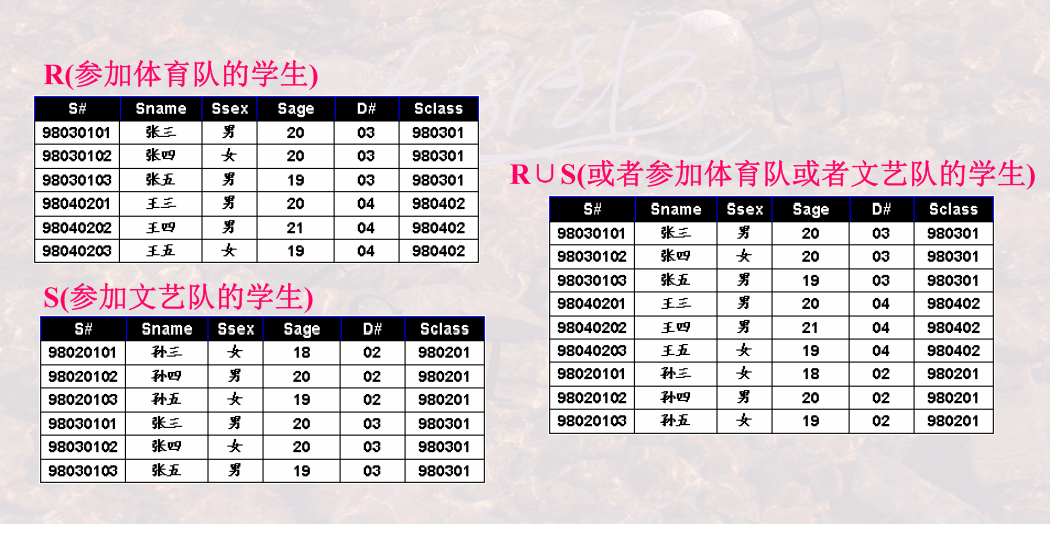 R(参加体育队的学生)
S# Sname Ssex Sage D# Sclass
98030101 张三 男 20 03 980301
98030102 张四 女 20 03 980301
98030103 张五 男 19 03 980301
98040201 王三 男 20 04 980402
98040202 王四 男 21 04 980402
98040203 王五 女 19 04 980402
S(参加文艺队的学生)
S# Sname Ssex Sage D# Sclass
98020101 孙三 女 18 02 980201
98020102 孙四 男 20 02 980201
98020103 孙五 女 19 02 980201
98030101 张三 男 20 03 980301
98030102 张四 女 20 03 980301
98030103 张五 男 19 03 980301
R∪S(或者参加体育队或者文艺队的学生)
S# Sname Ssex Sage D# Sclass
98030101 张三 男 20 03 980301
98030102 张四 女 20 03 980301
98030103 张五 男 19 03 980301
98040201 王三 男 20 04 980402
98040202 王四 男 21 04 980402
98040203 王五 女 19 04 980402
98020101 孙三 女 18 02 980201
98020102 孙四 男 20 02 980201
98020103 孙五 女 19 02 980201